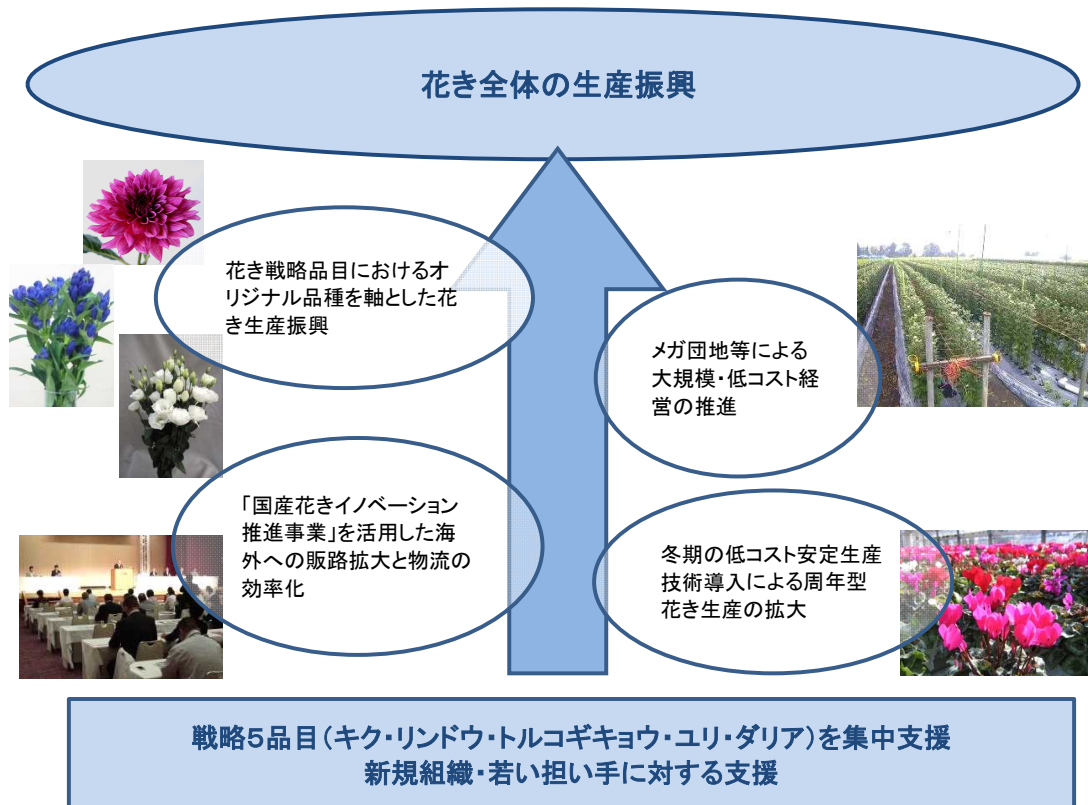 花き全体の生産振興
花き戦略品目におけるオ
リジナル品種を軸とした花
き生産振興
メガ団地等による
大規模・低コスト経
営の推進
「国産花きイノベーション
推進事業」を活用した海
外への販路拡大と物流の
効率化
冬期の低コスト安定生産
技術導入による周年型
花き生産の拡大
戦略5品目(キク・リンドウ・トルコギキョウ・ユリ・ダリア)を集中支援
新規組織・若い担い手に対する支援